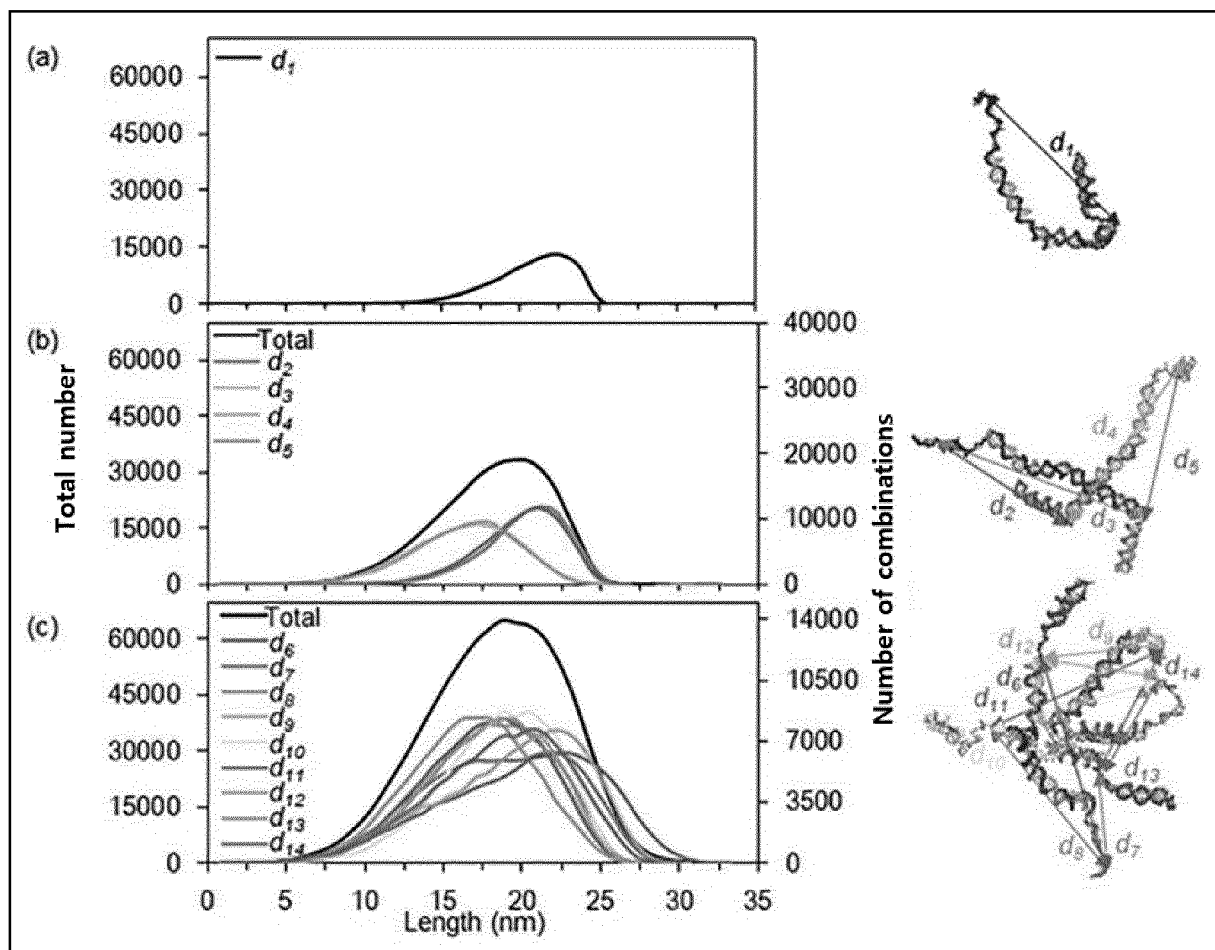 (a)
d1
60000
45000
30000
15000
0
d1
(b)
Total
d2
d3
d4
d5
60000
45000
30000
15000
0
40000
30000
20000
10000
0
d4
d5
d2
d3
(c)
Total
d6
d7
d8
d9
d10
d11
d12
d13
d14
60000
45000
30000
15000
0
14000
10500
7000
3500
0
d12
d9
d6
d14
d11
d10
d13
d8
d7
0 5 10 15 20 25 30 35
Length (nm)
Total number
Number of combinations